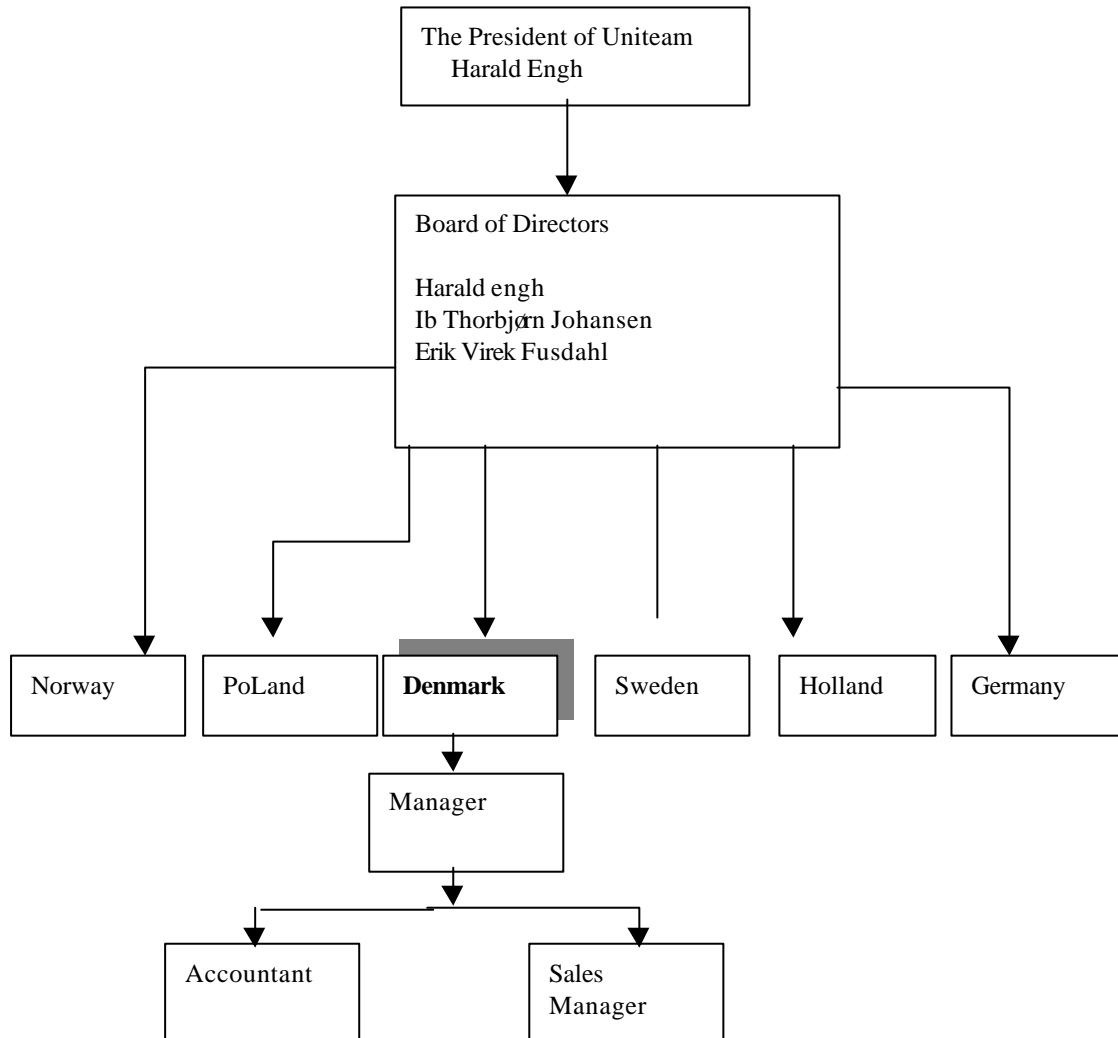 The President of Uniteam
Harald Engh
Board of Directors
Harald engh
Ib Thorbjørn Johansen
Erik Virek Fusdahl
Norway
PoLand
Denmark
Sweden
Holland
Germany
Manager
Accountant
Sales
Manager